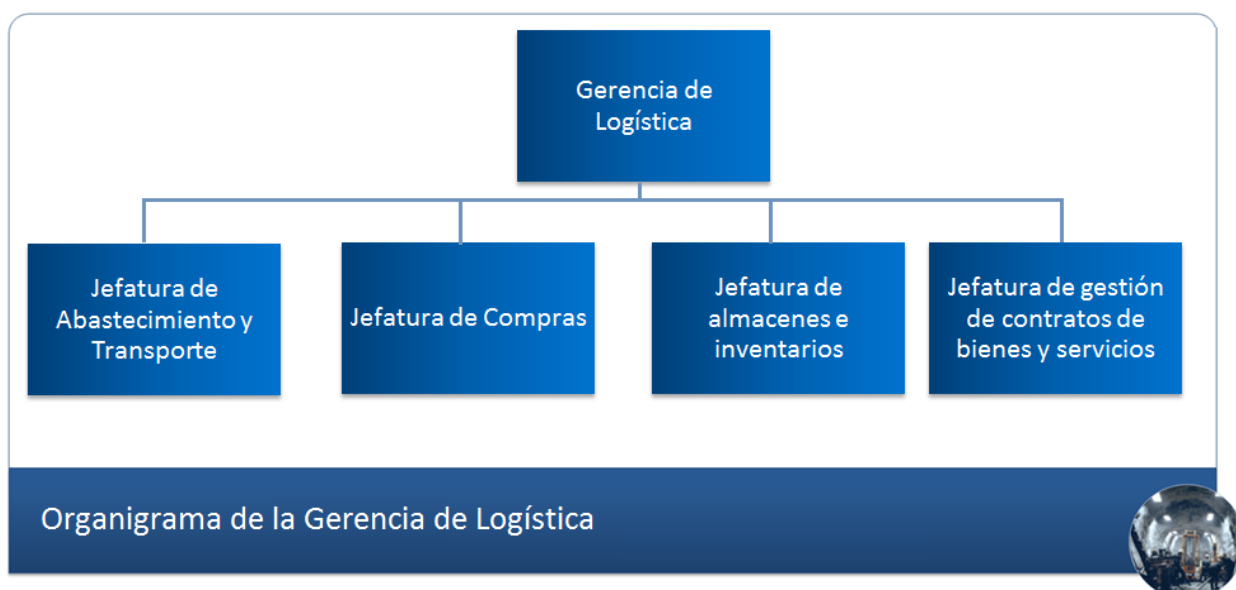 Gerencia de
Logística
Jefatura de
Abastecimiento y
Transporte
Jefatura de Compras
Jefatura de
almacenes e
inventarios
Jefatura de gestión
de contratos de
bienes y servicios
Organigrama de la Gerencia de Logística